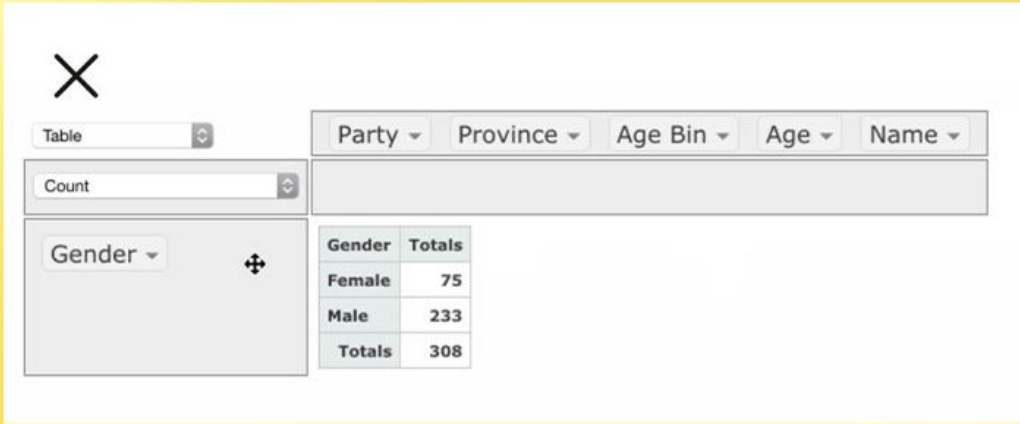 Table
Party Province Age Bin Age Name
Count
Gender
Gender Totals
Female 75
Male 233
Totals 308